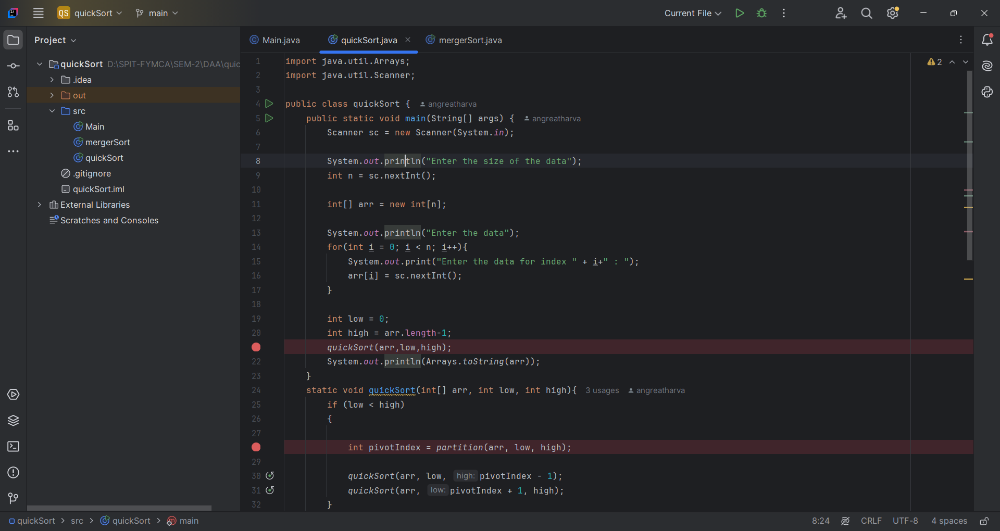 QS quickSort main Current File
Project
Main.java quickSort.java mergerSort.java
quickSort D:\SPIT-FYMCA\SEM-2\DAA\quic
.idea
out
src
Main
mergerSort
quickSort
.gitignore
quickSort.iml
External Libraries
Scratches and Consoles
2
1 import java.util.Arrays;
2 import java.util.Scanner;
3
4 public class quickSort { angreatharva
5 public static void main(String[] args) { angreatharva
6 Scanner sc = new Scanner(System.in);
7
8 System.out.println("Enter the size of the data");
9 int n = sc.nextInt();
10
11 int[] arr = new int[n];
12
13 System.out.println("Enter the data");
14 for(int i = 0; i < n; i++){
15 System.out.print("Enter the data for index " + i+" : ");
16 arr[i] = sc.nextInt();
17 }
18
19 int low = 0;
20 int high = arr.length-1;
quickSort(arr,low,high);
22 System.out.println(Arrays.toString(arr));
23 }
24 static void quickSort(int[] arr, int low, int high){ 3 usages angreatharva
25 if (low < high)
26 {
27
int pivotIndex = partition(arr, low, high);
29
30 quickSort(arr, low, high: pivotIndex - 1);
31 quickSort(arr, low: pivotIndex + 1, high);
32 }
quickSort > src > quickSort > main 8:24 CRLF UTF-8 4 spaces